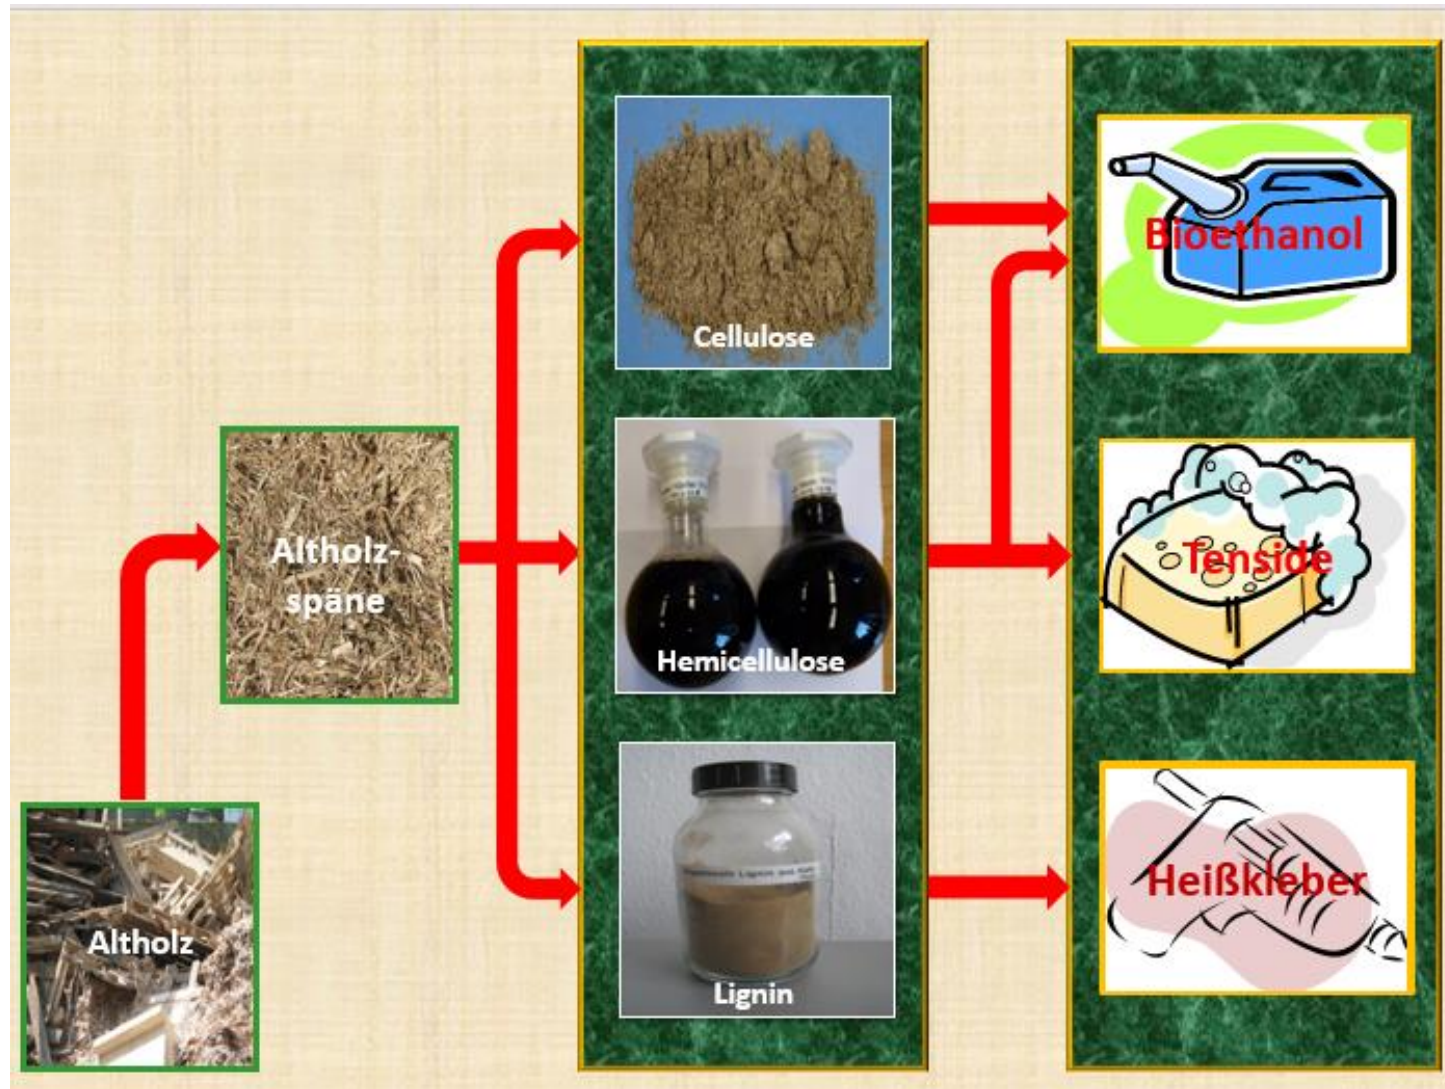 Altholz
Altholz-
späne
Cellulose
Hemicellulose
Lignin
Bioethanol
Tenside
Heißkleber